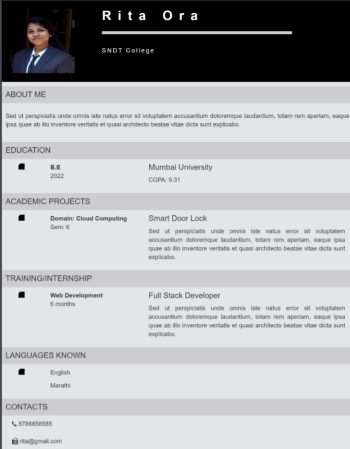 Rita Ora
SNDT College
ABOUT ME
Sed ut perspiciatis unde omnis iste natus error sit voluptatem accusantium doloremque laudantium, totam rem aperiam, eaque
ipsa quae ab illo inventore veritatis et quasi architecto beatae vitae dicta sunt explicabo.
EDUCATION
B.E
2022
Mumbai University
CGPA: 9.31
ACADEMIC PROJECTS
Domain: Cloud Computing
Sem: 6
Smart Door Lock
Sed ut perspiciatis unde omnis iste natus error sit voluptatem
accusantium doloremque laudantium, totam rem aperiam, eaque ipsa
quae ab illo inventore veritatis et quasi architecto beatae vitae dicta sunt
explicabo.
TRAINING/INTERNSHIP
Web Development
6 months
Full Stack Developer
Sed ut perspiciatis unde omnis iste natus error sit voluptatem
accusantium doloremque laudantium, totam rem aperiam, eaque ipsa
quae ab illo inventore veritatis et quasi architecto beatae vitae dicta sunt
explicabo.
LANGUAGES KNOWN
English
Marathi
CONTACTS
8786858585
rita@gmail.com